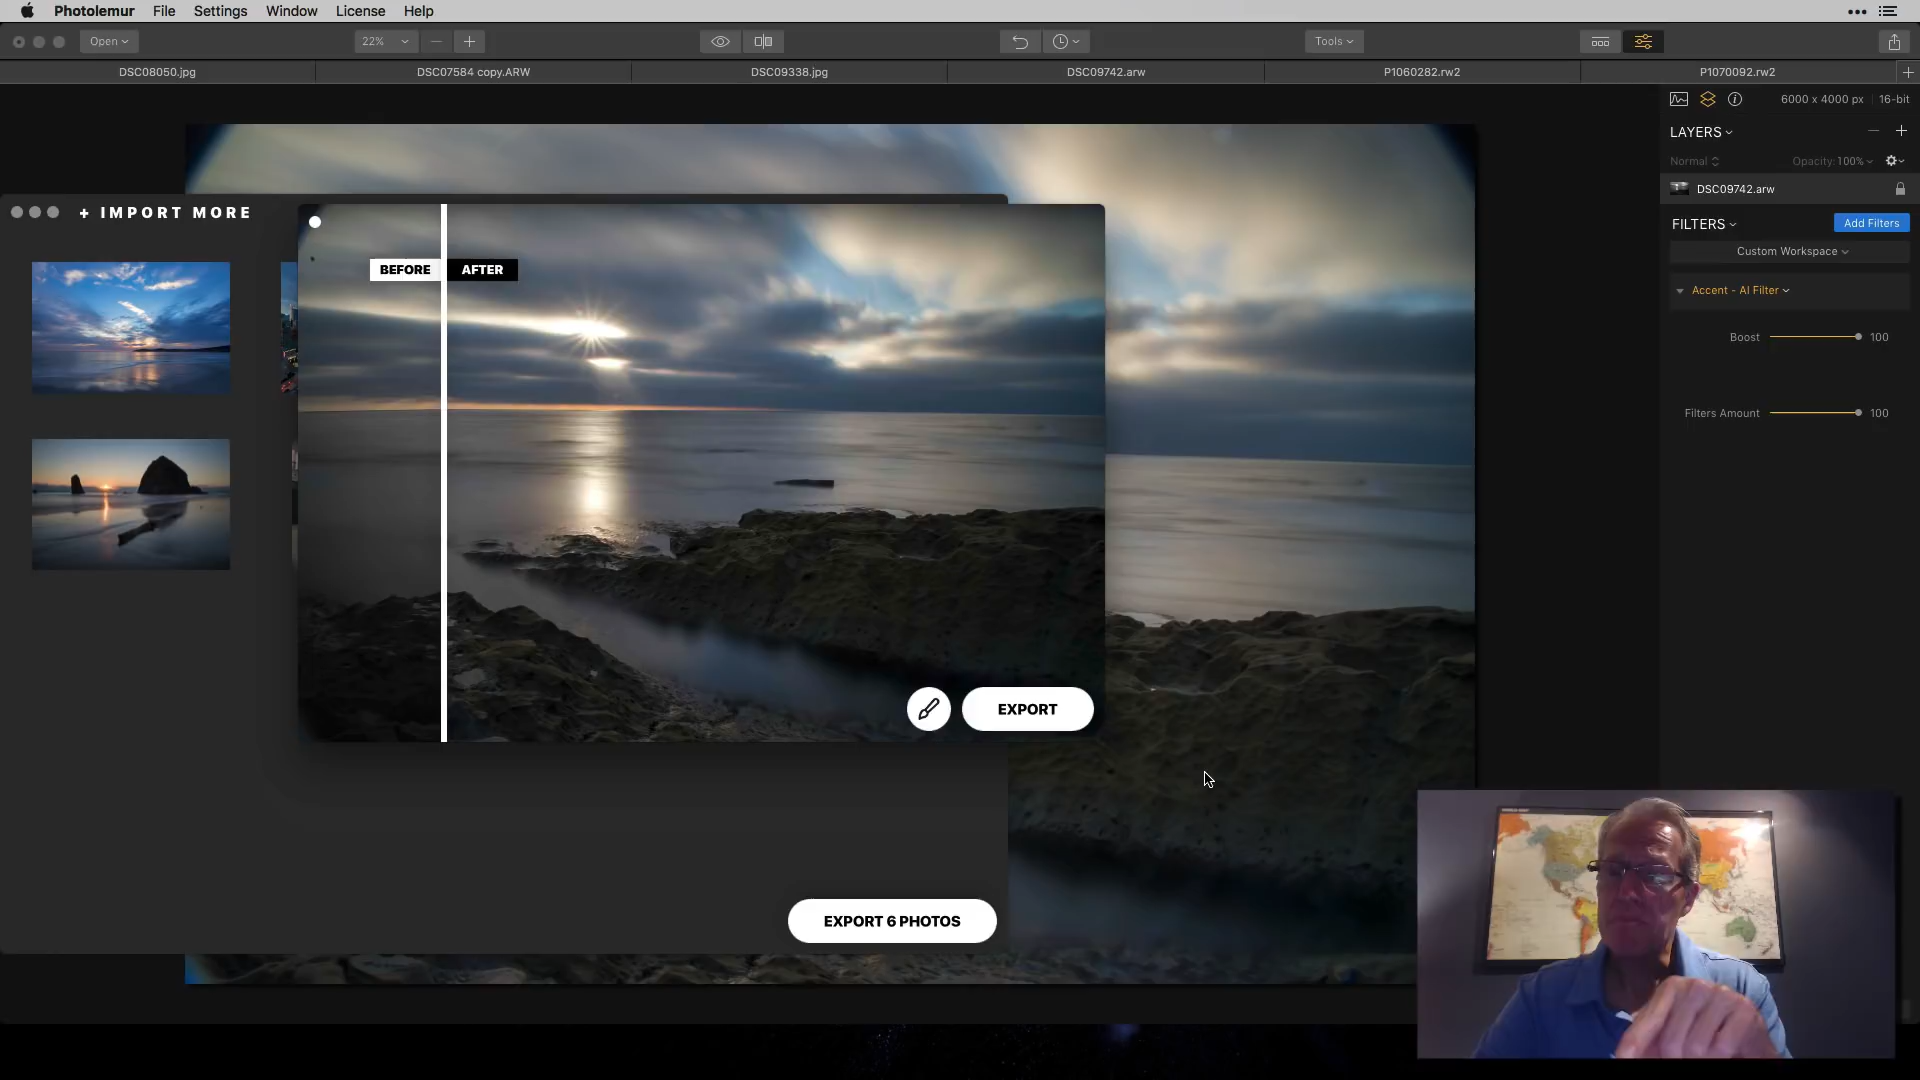 Photolemur File Settings Window License Help
Open 22% Tools
DSC08050.jpg DSC07584 copy.ARW DSC09338.jpg DSC09742.arw P1060282.rw2 P1070092.rw2
6000 x 4000 px 16-bit
LAYERS
Normal Opacity: 100%
DSC09742.arw
FILTERS Add Filters
Custom Workspace
Accent - AI Filter
Boost 100
Filters Amount 100
+ IMPORT MORE
BEFORE AFTER
EXPORT
EXPORT 6 PHOTOS